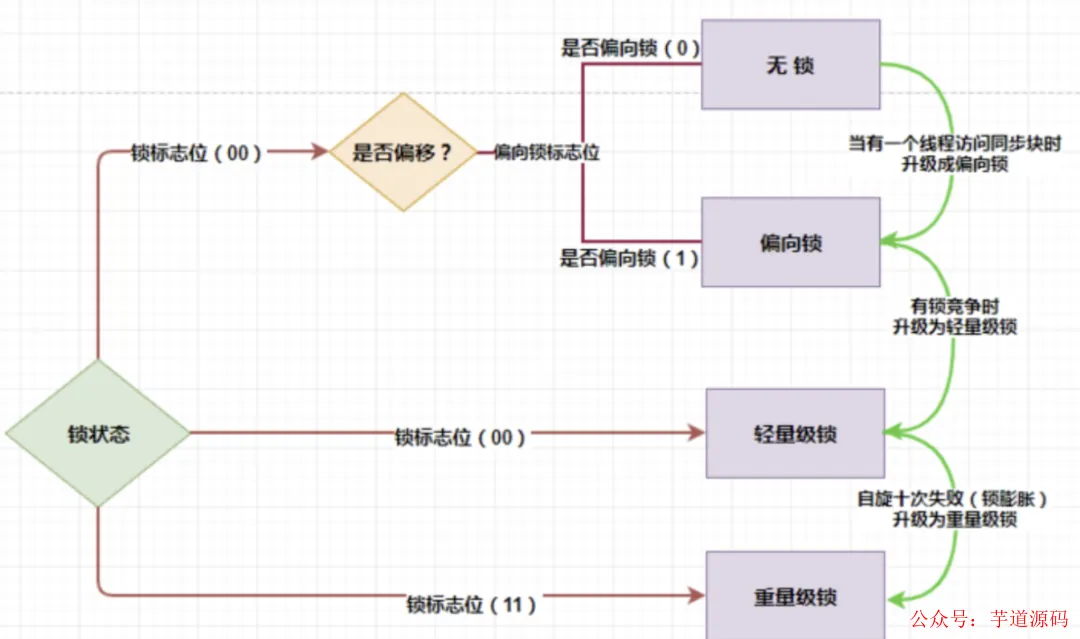 是否偏向锁（0）
无 锁
锁标志位（00）
是否偏移？
偏向锁标志位
当有一个线程访问同步块时
升级成偏向锁
偏向锁
是否偏向锁（1）
有锁竞争时
升级为轻量级锁
锁状态
锁标志位（00）
轻量级锁
自旋十次失败（锁膨胀）
升级为重量级锁
锁标志位（11）
重量级锁
公众号：芋道源码